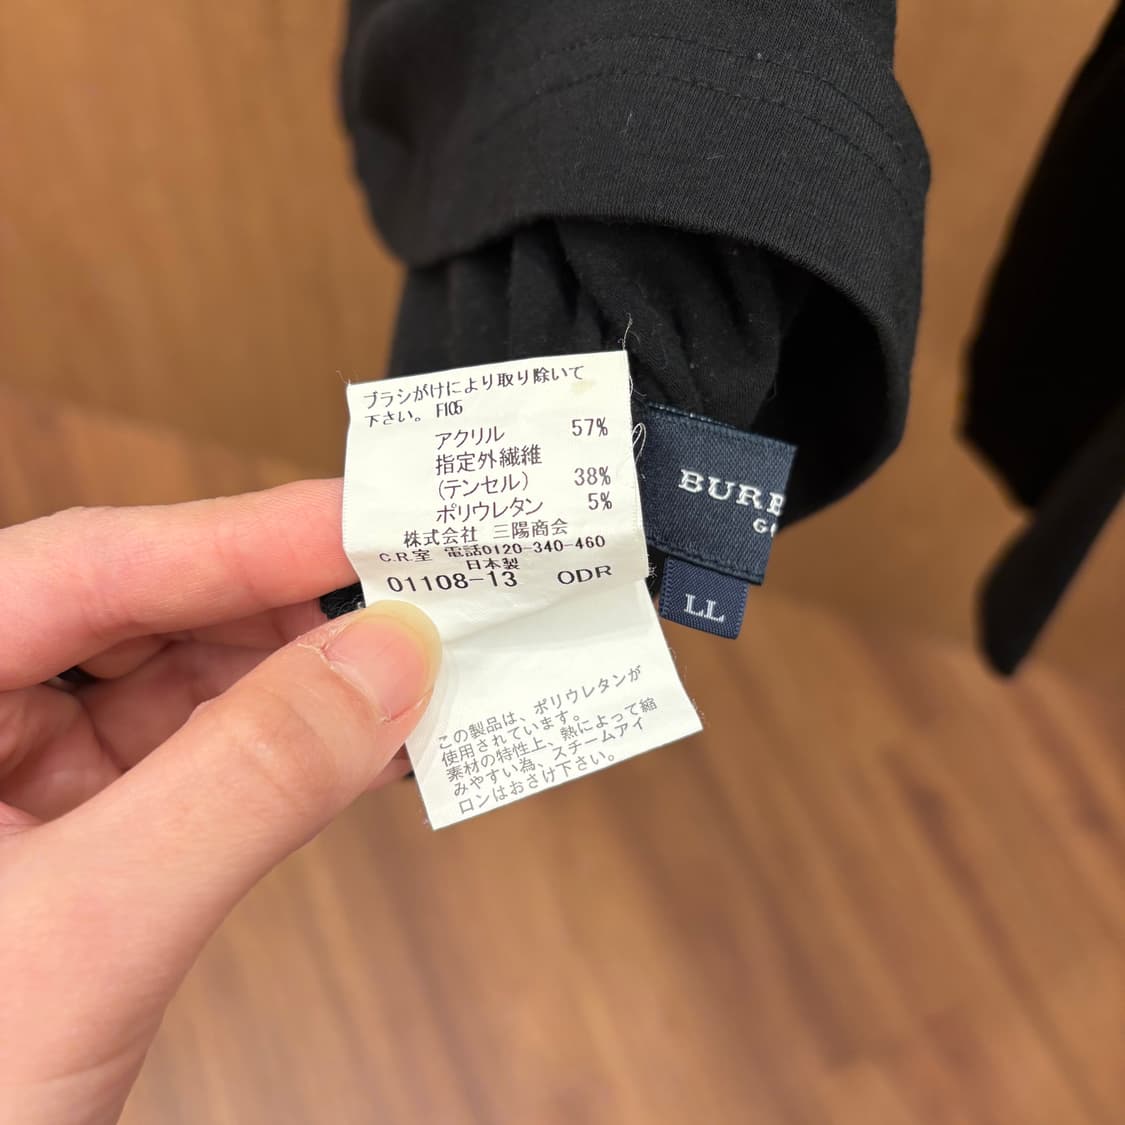 ブラシがけにより取り除いて
下さい。 F105
アクリル 57%
指定外繊維
(テンセル) 38%
ポリウレタン 5%
株式会社 三陽商会
C.R.室 電話0120-340-460
日本製
01108-13 ODR
この製品は、ポリウレタンが
使用されています。
素材の特性上、熱によって縮
みやすい為、スチームアイ
ロンはおさけ下さい。
BURB
GO
LL